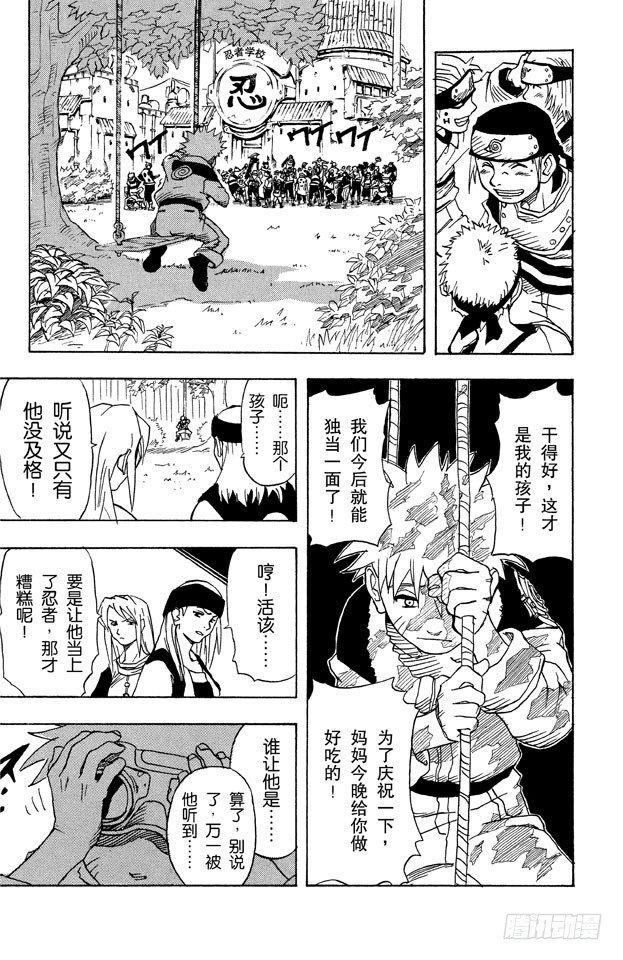 忍者学校
忍
ワイ
ワイ
ワイ
干得好，这才
是我的孩子！
我们今后就能
独当一面了！
为了庆祝一下，
妈妈今晚给你做
好吃的！
呃……那个
孩子……
听说又只有
他没及格！
哼！活该……
要是让他当上
了忍者，那才
糟糕呢！
谁让他是……
算了，别说
了，万一被
他听到……
腾讯动漫